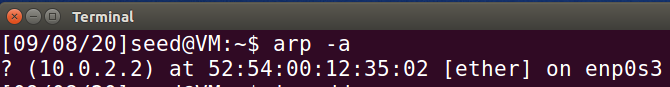 Terminal
[09/08/20]seed@VM:~$ arp -a
? (10.0.2.2) at 52:54:00:12:35:02 [ether] on enp0s3